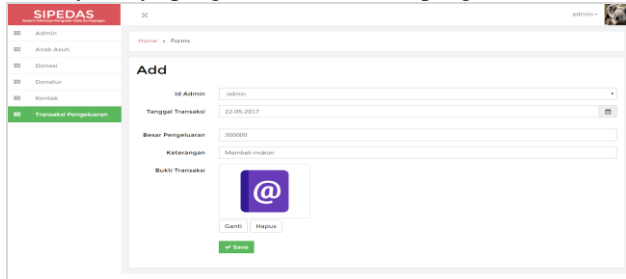 SIPEDAS
admin
Admin
Anak Asuh
Donasi
Donatur
Kontak
Transaksi Pengeluaran
Home › Forms
Add
Id Admin
iadmin
Tanggal Transaksi
22-05-2017
Besar Pengeluaran
300000
Keterangan
Membeli makan
Bukti Transaksi
@
Ganti
Hapus
✔ Save